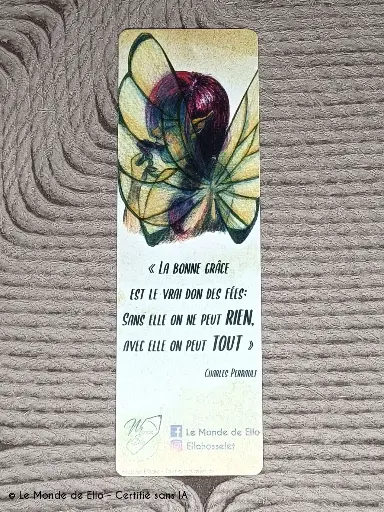 « La bonne grâce
est le vrai don des fées:
Sans elle on ne peut RIEN,
avec elle on peut TOUT »
Charles Perrault
Le Monde de Ello
Ellobosselet
© Le Monde de Ello - Certifié sans IA